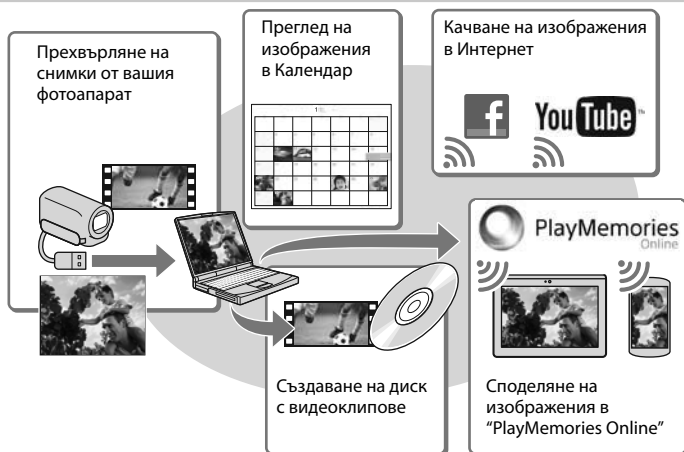 Прехвърляне на
снимки от вашия
фотоапарат
Преглед на
изображения
в Календар
1
Качване на изображения
в Интернет
f
You Tube
PlayMemories
Online
Създаване на диск
с видеоклипове
Споделяне на
изображения в
“PlayMemories Online”